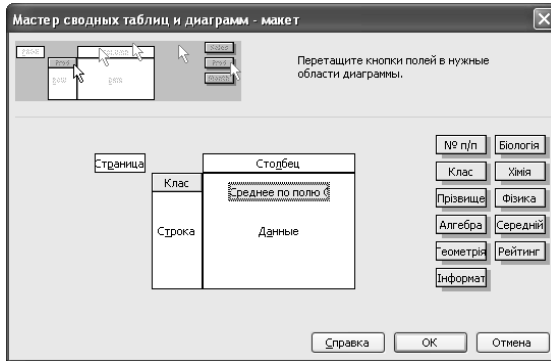 Мастер сводных таблиц и диаграмм - макет
Перетащите кнопки полей в нужные
области диаграммы.
Страница
Столбец
Клас
Среднее по полю
Строка
Данные
№ п/п Біологія
Клас Хімія
Прізвище Фізика
Алгебра Середній
Геометрія Рейтинг
Інформат
Справка ОК Отмена